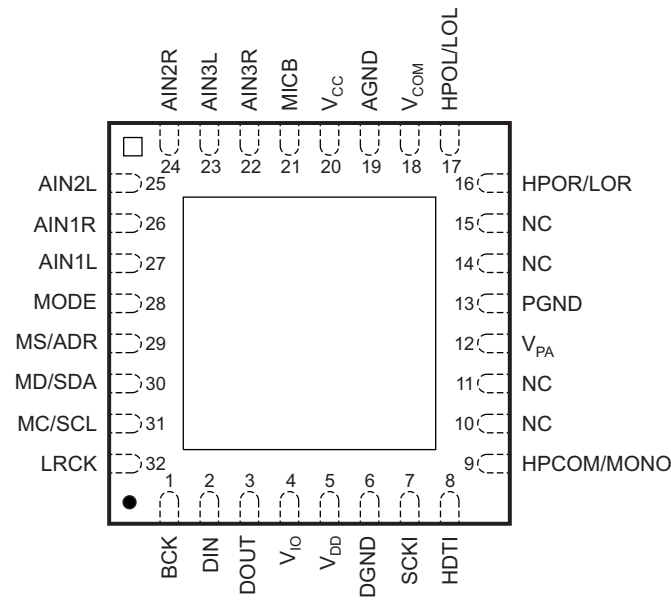 AIN2R
AIN3L
AIN3R
MICB
VCC
AGND
VCOM
HPOL/LOL
24 23 22 21 20 19 18 17
AIN2L 25 16 HPOR/LOR
AIN1R 26 15 NC
AIN1L 27 14 NC
MODE 28 13 PGND
MS/ADR 29 12 VPA
MD/SDA 30 11 NC
MC/SCL 31 10 NC
LRCK 32 9 HPCOM/MONO
1 2 3 4 5 6 7 8
BCK
DIN
DOUT
VIO
VDD
DGND
SCKI
HDTI